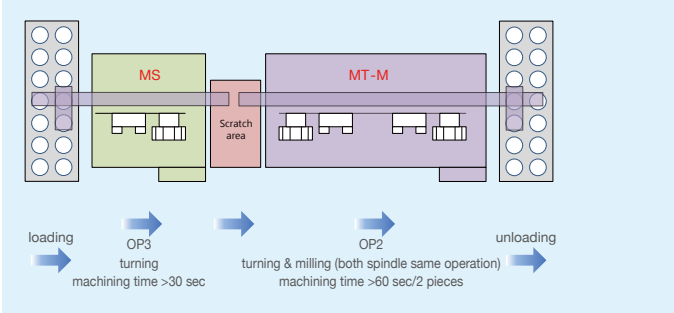 MS
MT-M
Scratch
area
loading
OP3
turning
machining time >30 sec
OP2
turning & milling (both spindle same operation)
machining time >60 sec/2 pieces
unloading